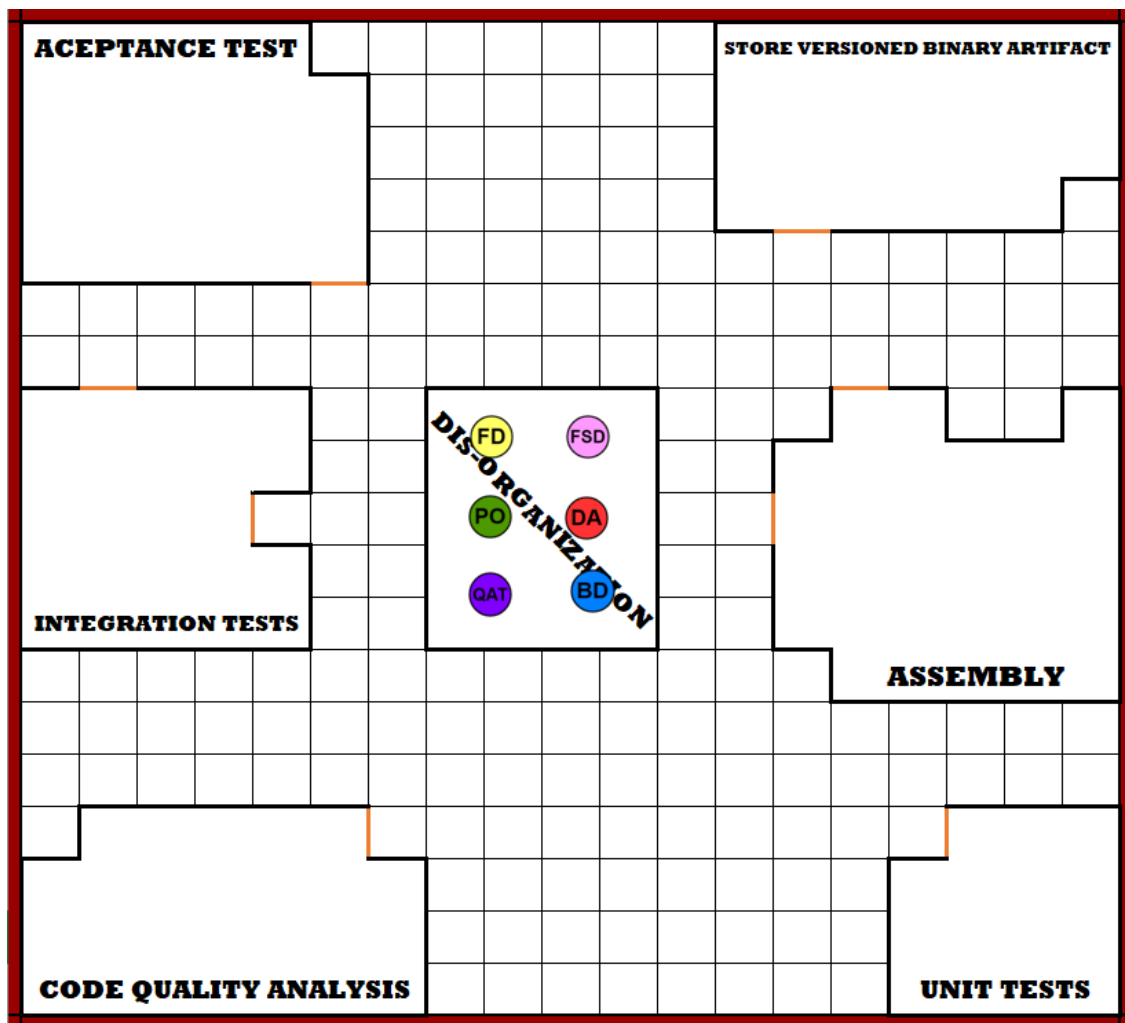 ACEPTANCE TEST
STORE VERSIONED BINARY ARTIFACT
FD
FSD
DIS-ORGANIZATION
PO
DA
QAT
BD
INTEGRATION TESTS
ASSEMBLY
CODE QUALITY ANALYSIS
UNIT TESTS